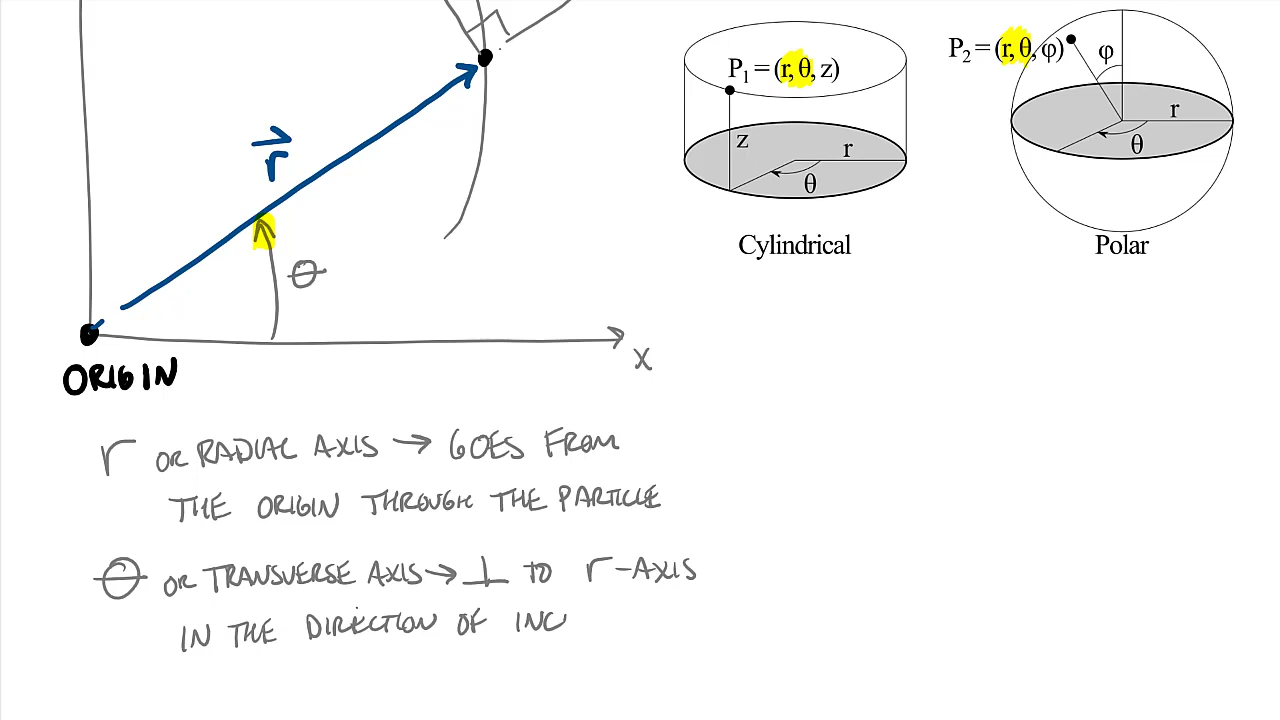 P₁ = (r, θ, z)
z
r
θ
Cylindrical
P₂ = (r, θ, φ)
φ
r
θ
Polar
r
θ
x
ORIGIN
r OR RADIAL AXIS → GOES FROM
THE ORIGIN THROUGH THE PARTICLE
θ OR TRANSVERSE AXIS → ⊥ TO r-AXIS
IN THE DIRECTION OF INC